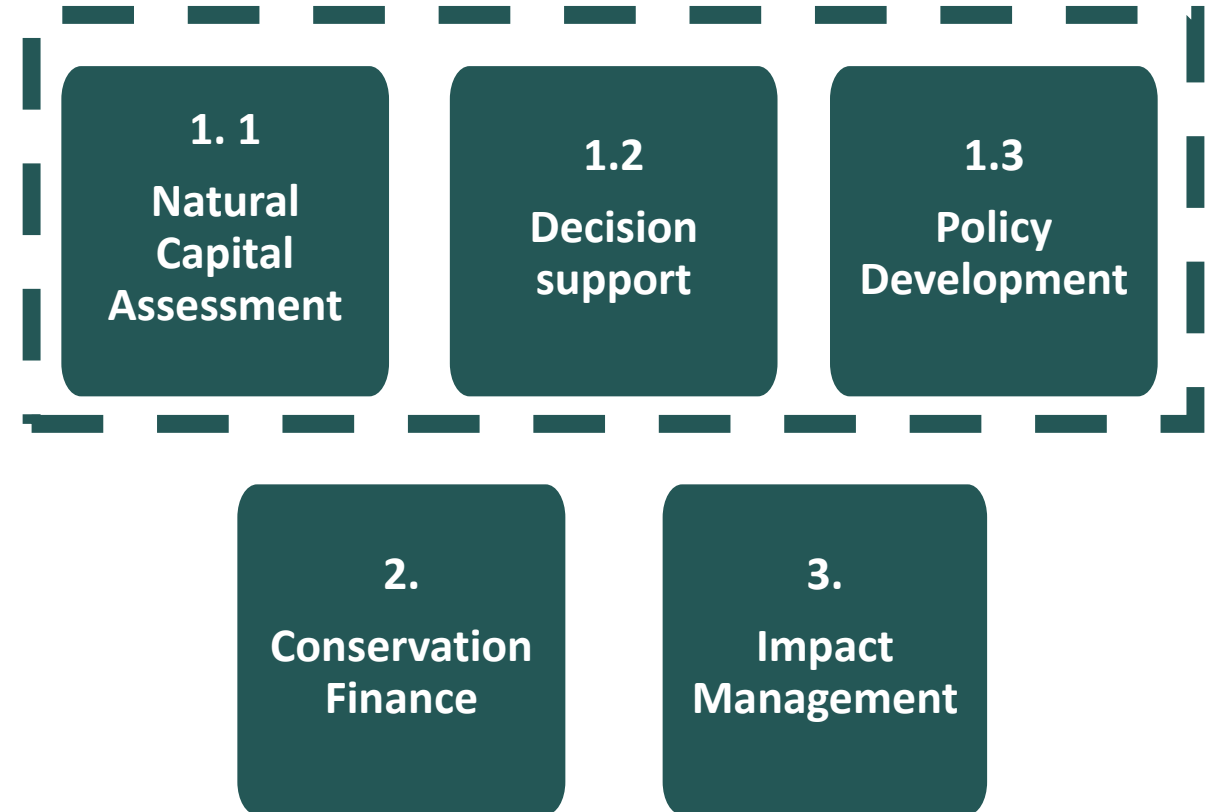 1. 1
Natural
Capital
Assessment
1.2
Decision
support
1.3
Policy
Development
2.
Conservation
Finance
3.
Impact
Management